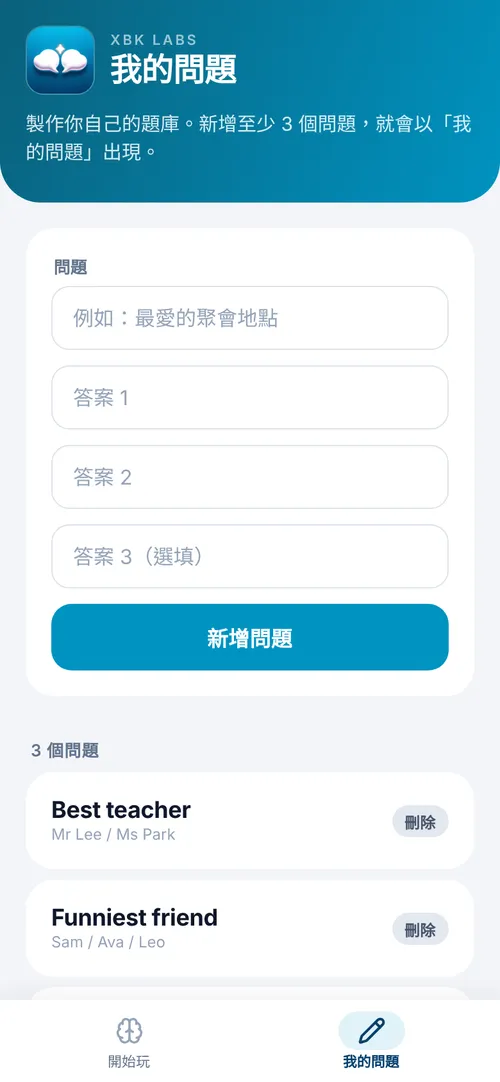 XBK LABS
我的問題
製作你自己的題庫。新增至少 3 個問題，就會以「我
的問題」出現。
問題
例如：最愛的聚會地點
答案 1
答案 2
答案 3（選填）
新增問題
3 個問題
Best teacher
Mr Lee / Ms Park
刪除
Funniest friend
Sam / Ava / Leo
刪除
開始玩
我的問題